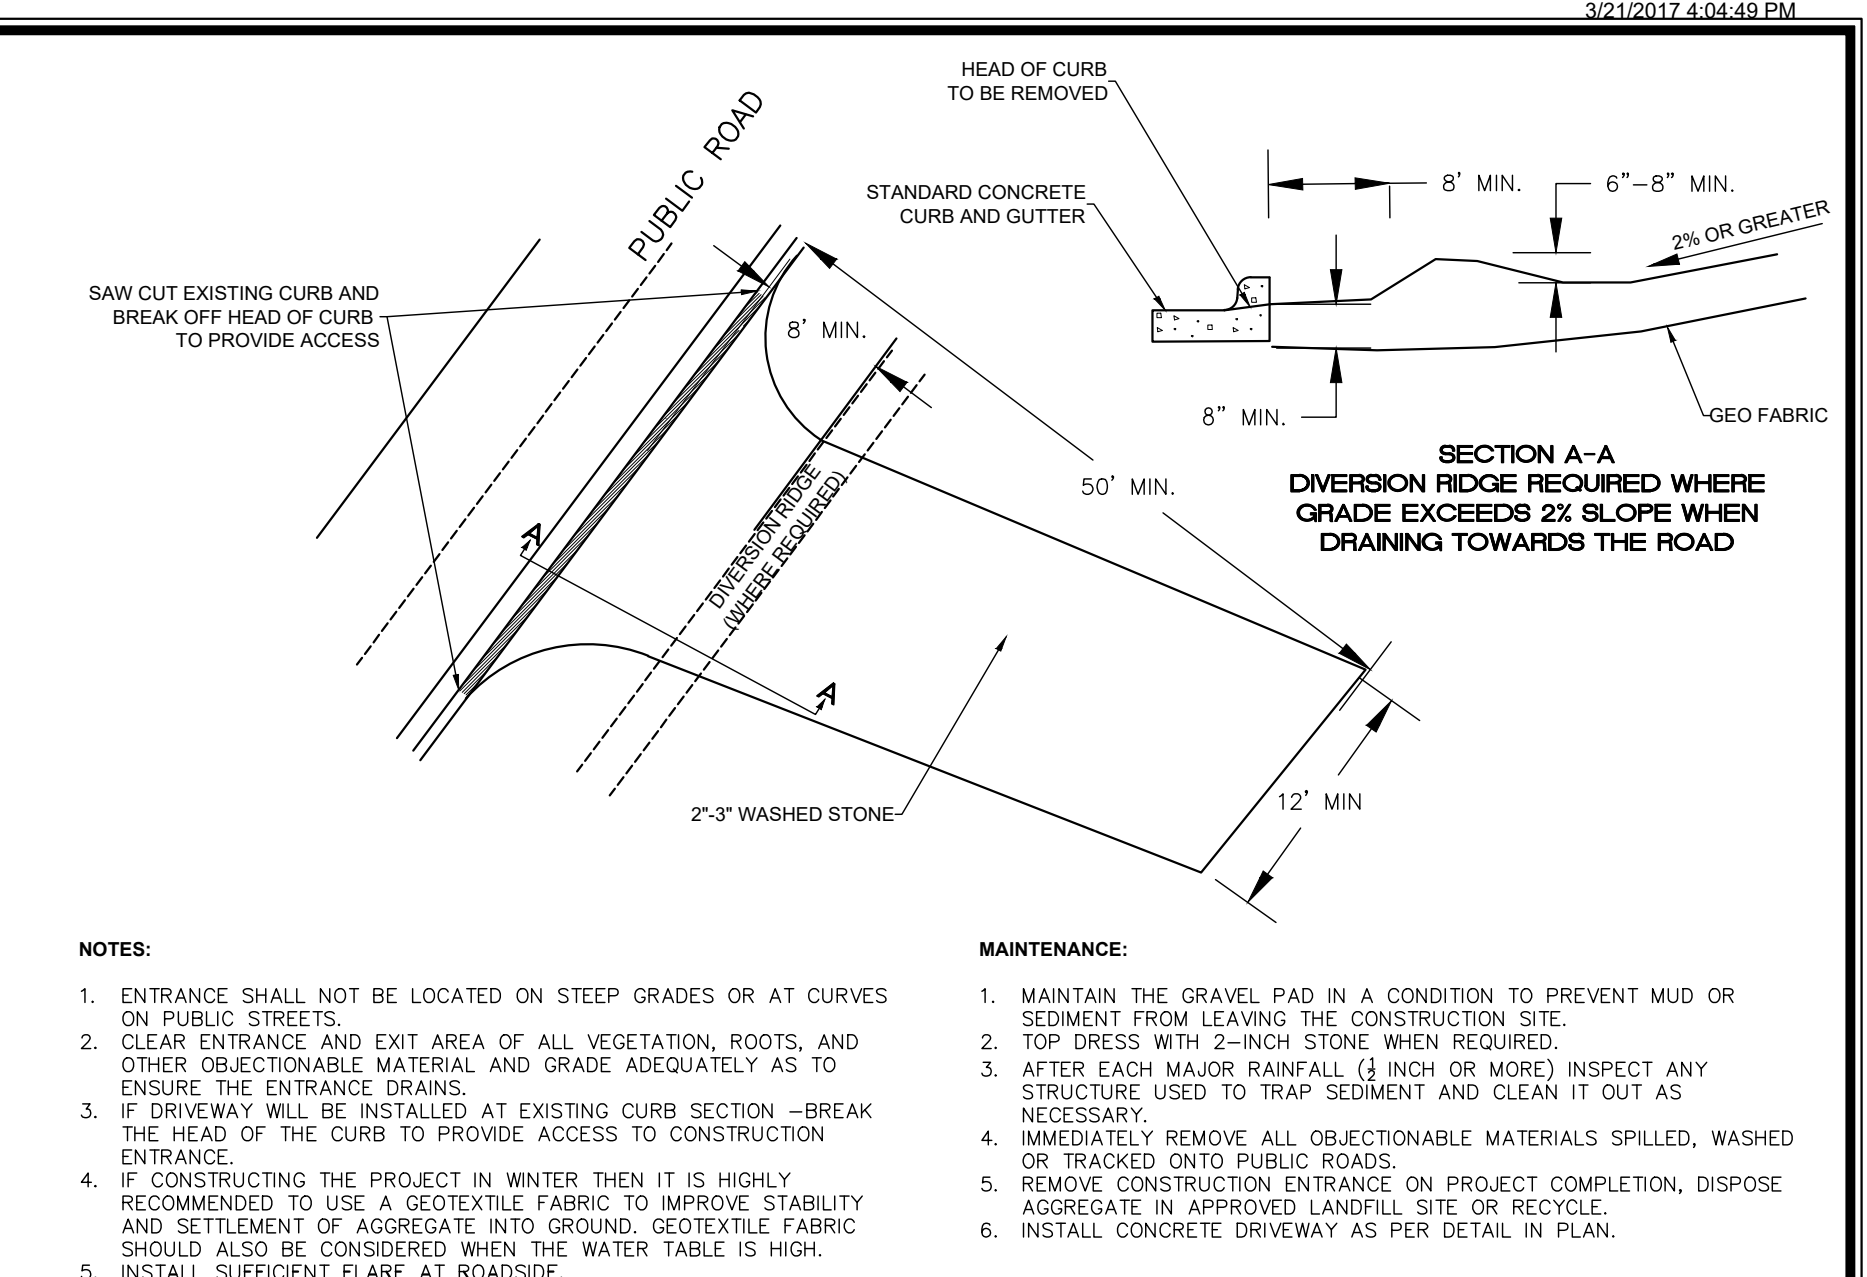 3/21/2017 4:04:49 PM
HEAD OF CURB
TO BE REMOVED
PUBLIC ROAD
STANDARD CONCRETE
CURB AND GUTTER
8' MIN.
6"-8" MIN.
2% OR GREATER
SAW CUT EXISTING CURB AND
BREAK OFF HEAD OF CURB
TO PROVIDE ACCESS
8' MIN.
8" MIN.
GEO FABRIC
SECTION A-A
DIVERSION RIDGE REQUIRED WHERE
GRADE EXCEEDS 2% SLOPE WHEN
DRAINING TOWARDS THE ROAD
50' MIN.
DIVERSION RIDGE
(WHERE REQUIRED)
A
A
2"-3" WASHED STONE
12' MIN
NOTES:
1. ENTRANCE SHALL NOT BE LOCATED ON STEEP GRADES OR AT CURVES
ON PUBLIC STREETS.
2. CLEAR ENTRANCE AND EXIT AREA OF ALL VEGETATION, ROOTS, AND
OTHER OBJECTIONABLE MATERIAL AND GRADE ADEQUATELY AS TO
ENSURE THE ENTRANCE DRAINS.
3. IF DRIVEWAY WILL BE INSTALLED AT EXISTING CURB SECTION -BREAK
THE HEAD OF THE CURB TO PROVIDE ACCESS TO CONSTRUCTION
ENTRANCE.
4. IF CONSTRUCTING THE PROJECT IN WINTER THEN IT IS HIGHLY
RECOMMENDED TO USE A GEOTEXTILE FABRIC TO IMPROVE STABILITY
AND SETTLEMENT OF AGGREGATE INTO GROUND. GEOTEXTILE FABRIC
SHOULD ALSO BE CONSIDERED WHEN THE WATER TABLE IS HIGH.
5. INSTALL SUFFICIENT FLARE AT ROADSIDE.
MAINTENANCE:
1. MAINTAIN THE GRAVEL PAD IN A CONDITION TO PREVENT MUD OR
SEDIMENT FROM LEAVING THE CONSTRUCTION SITE.
2. TOP DRESS WITH 2-INCH STONE WHEN REQUIRED.
3. AFTER EACH MAJOR RAINFALL (½ INCH OR MORE) INSPECT ANY
STRUCTURE USED TO TRAP SEDIMENT AND CLEAN IT OUT AS
NECESSARY.
4. IMMEDIATELY REMOVE ALL OBJECTIONABLE MATERIALS SPILLED, WASHED
OR TRACKED ONTO PUBLIC ROADS.
5. REMOVE CONSTRUCTION ENTRANCE ON PROJECT COMPLETION, DISPOSE
AGGREGATE IN APPROVED LANDFILL SITE OR RECYCLE.
6. INSTALL CONCRETE DRIVEWAY AS PER DETAIL IN PLAN.